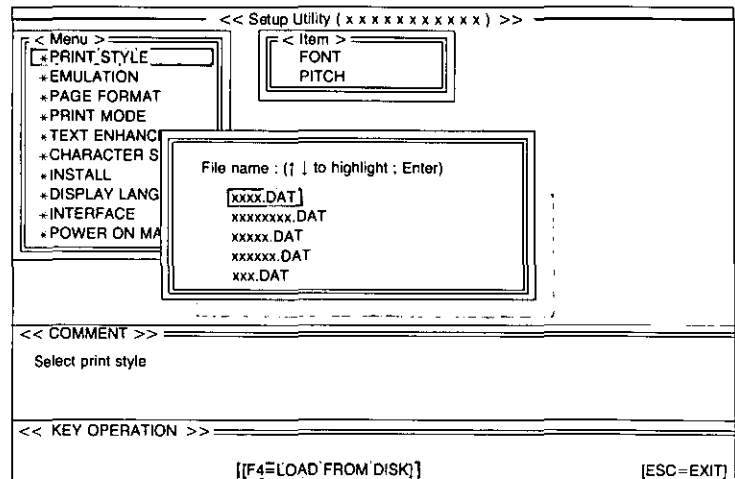 << Setup Utility ( x x x x x x x x x x x ) >>
< Menu >
*PRINT STYLE
*EMULATION
*PAGE FORMAT
*PRINT MODE
*TEXT ENHANC
*CHARACTER S
*INSTALL
*DISPLAY LANG
*INTERFACE
*POWER ON MA
< Item >
FONT
PITCH
File name : (↑ ↓ to highlight ; Enter)
xxxx.DAT
xxxxxxxx.DAT
xxxxx.DAT
xxxxxx.DAT
xxx.DAT
<< COMMENT >>
Select print style
<< KEY OPERATION >>
[F4=LOAD FROM DISK] [ESC=EXIT]